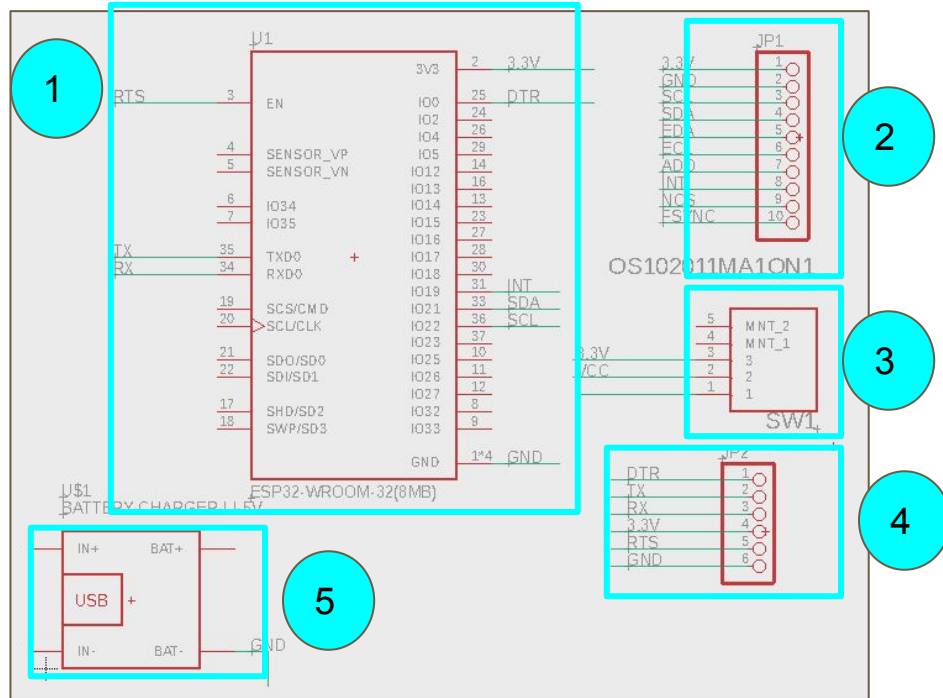 1
U1
3V3 2 3.3V
RTS 3 EN
IO0 25 DTR
IO2 24
IO4 26
IO5 29
4 SENSOR_VP
5 SENSOR_VN
IO12 14
IO13 16
6 IO34
7 IO35
IO14 13
IO15 23
IO16 27
TX 35 TXD0
RX 34 RXD0
IO17 28
IO18 30
IO19 31 INT
19 SCS/CMD
20 SCL/CLK
IO21 33 SDA
IO22 36 SCL
IO23 37
21 SDO/SD0
22 SDI/SD1
IO25 10
IO26 11
IO27 12
17 SHD/SD2
18 SWP/SD3
IO32 8
IO33 9
GND 1*4 GND
ESP32-WROOM-32(8MB)
JP1
3.3V 1
GND 2
SCL 3
SDA 4
EDA 5
ECL 6
AD0 7
INT 8
NCS 9
FSYNC 10
2
OS102011MA1QN1
5 MNT_2
4 MNT_1
3.3V 3 3
VCC 2 2
1 1
SW1
3
JP2
DTR 1
TX 2
RX 3
3.3V 4
RTS 5
GND 6
4
U$1
BATTERY CHARGER
IN+ BAT+
USB
IN- BAT- GND
5